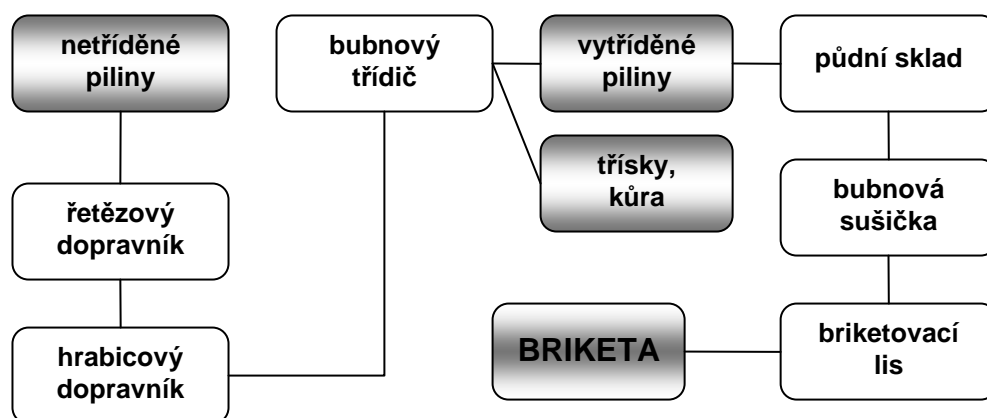 netříděné
piliny
bubnový
třídič
vytříděné
piliny
půdní sklad
třísky,
kůra
řetězový
dopravník
bubnová
sušička
hrabicový
dopravník
BRIKETA
briketovací
lis